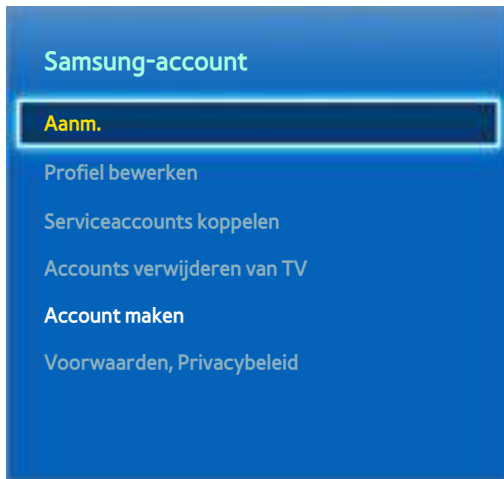 Samsung-account
Aanm.
Profiel bewerken
Serviceaccounts koppelen
Accounts verwijderen van TV
Account maken
Voorwaarden, Privacybeleid